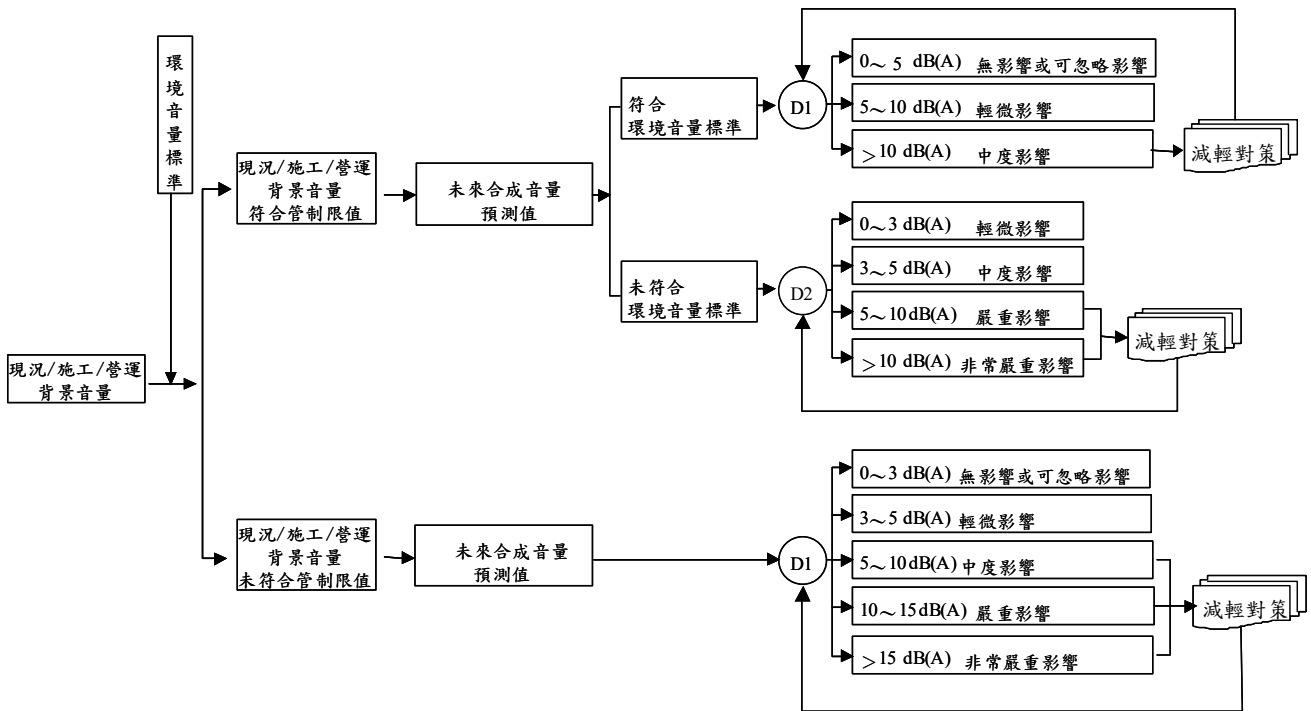 環境音量標準
現況/施工/營運
背景音量
現況/施工/營運
背景音量
符合管制限值
未來合成音量
預測值
符合
環境音量標準
D1
0～5 dB(A) 無影響或可忽略影響
5～10 dB(A) 輕微影響
>10 dB(A) 中度影響
減輕對策
未符合
環境音量標準
D2
0～3 dB(A) 輕微影響
3～5 dB(A) 中度影響
5～10dB(A) 嚴重影響
>10 dB(A) 非常嚴重影響
減輕對策
現況/施工/營運
背景音量
未符合管制限值
未來合成音量
預測值
D1
0～3 dB(A) 無影響或可忽略影響
3～5 dB(A) 輕微影響
5～10dB(A) 中度影響
10～15dB(A) 嚴重影響
>15 dB(A) 非常嚴重影響
減輕對策